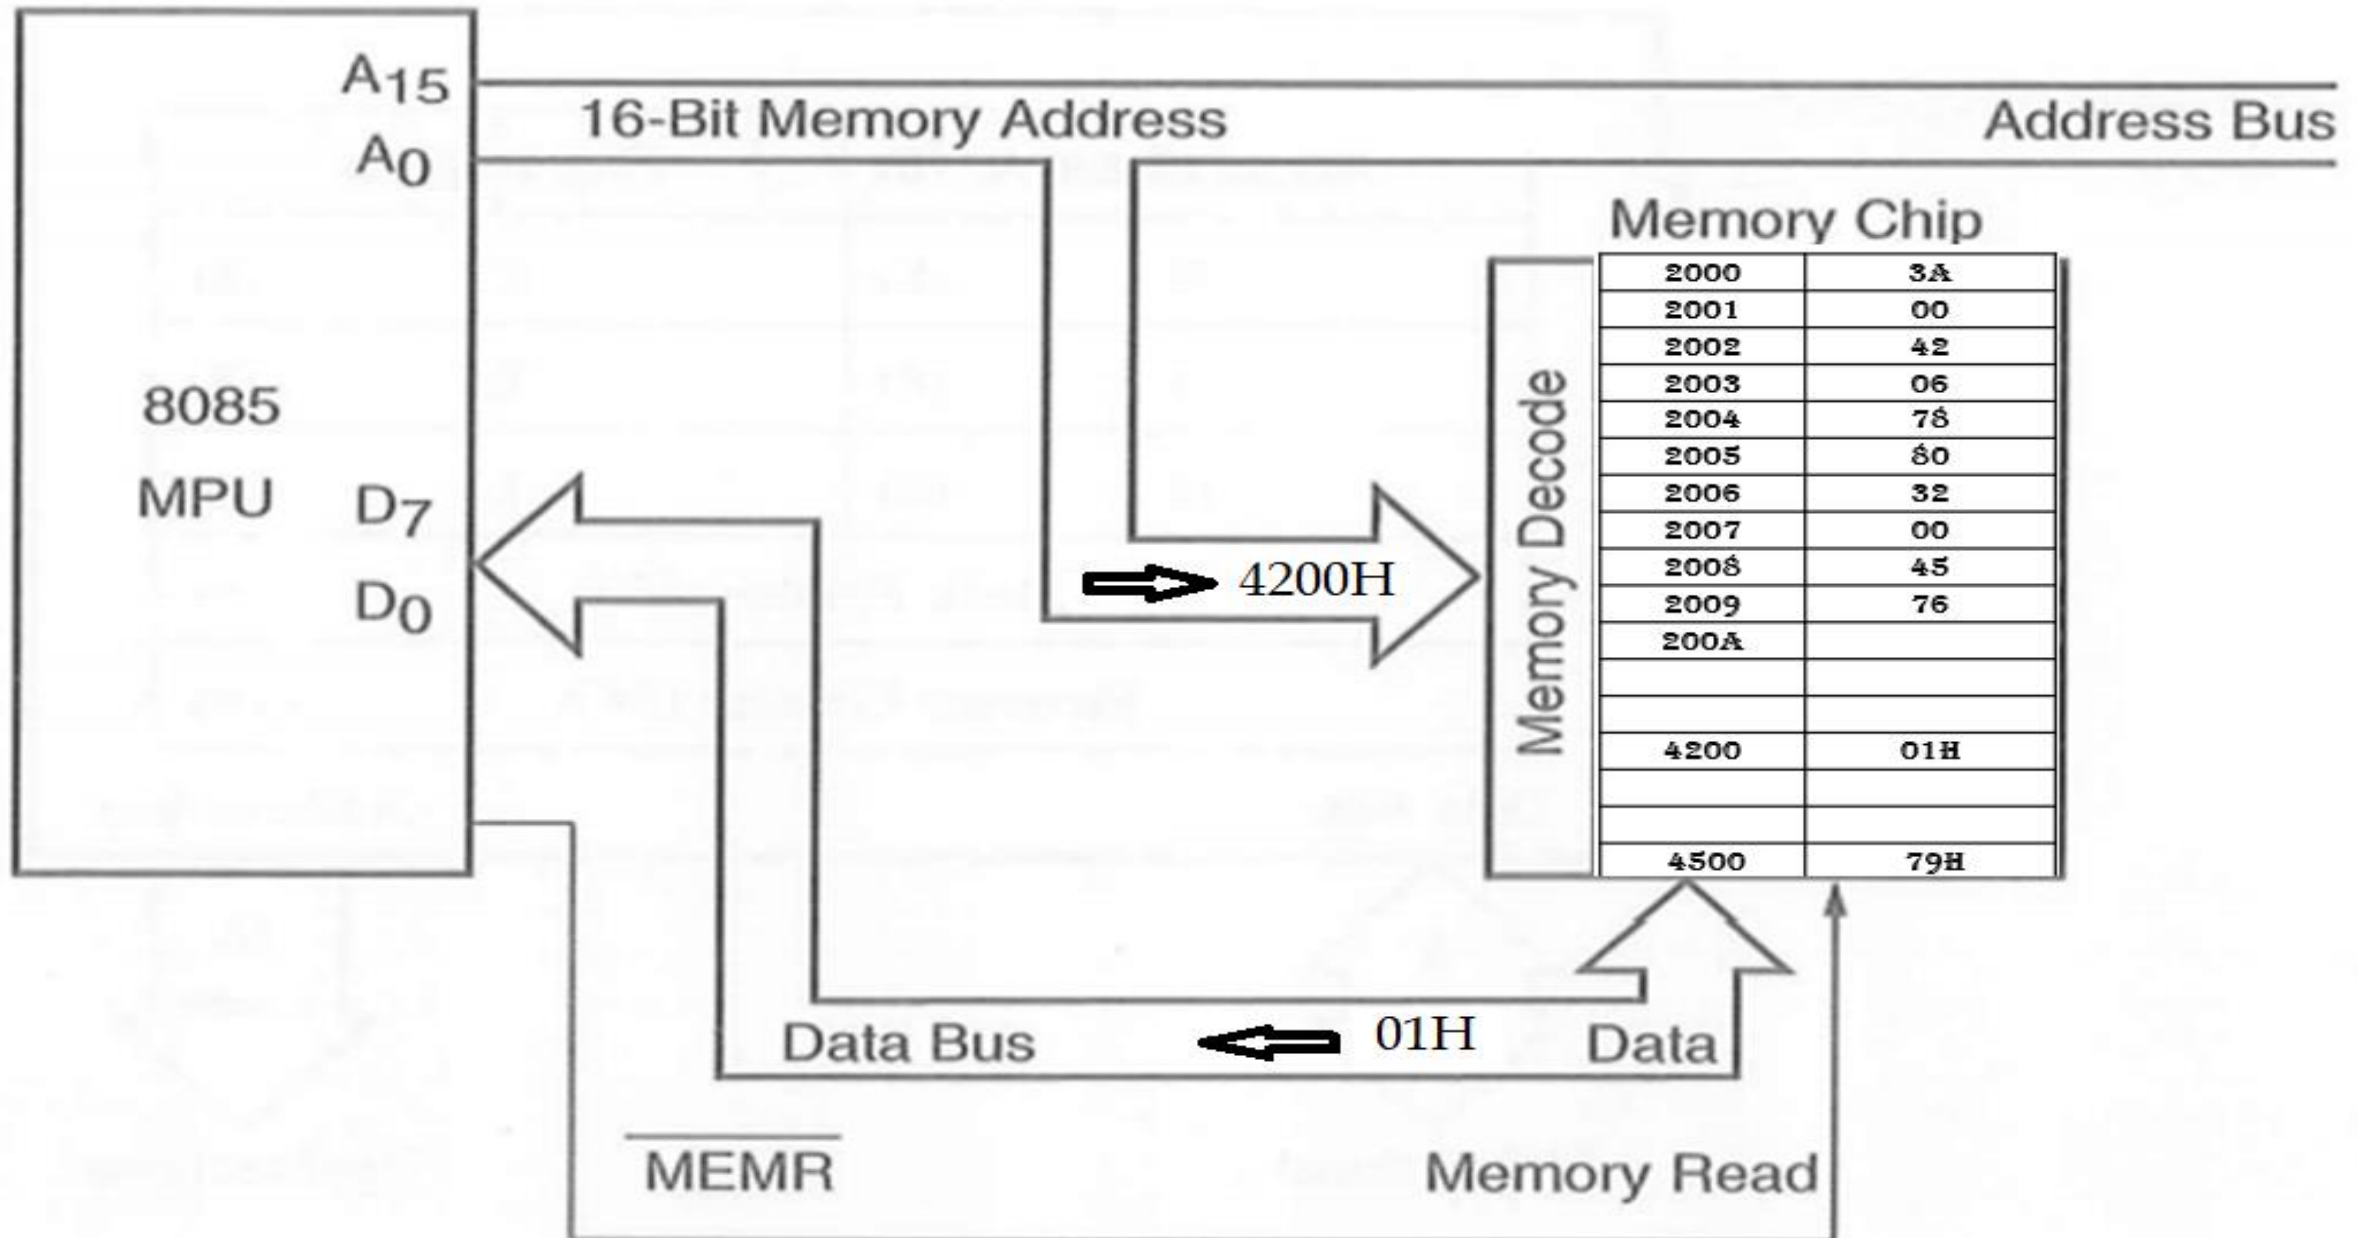 A15
16-Bit Memory Address
Address Bus
A0
Memory Chip
8085
MPU
D7
D0
4200H
Memory Decode
2000 3A
2001 00
2002 42
2003 06
2004 78
2005 80
2006 32
2007 00
2008 45
2009 76
200A
4200 01H
4500 79H
Data Bus
01H
Data
MEMR
Memory Read